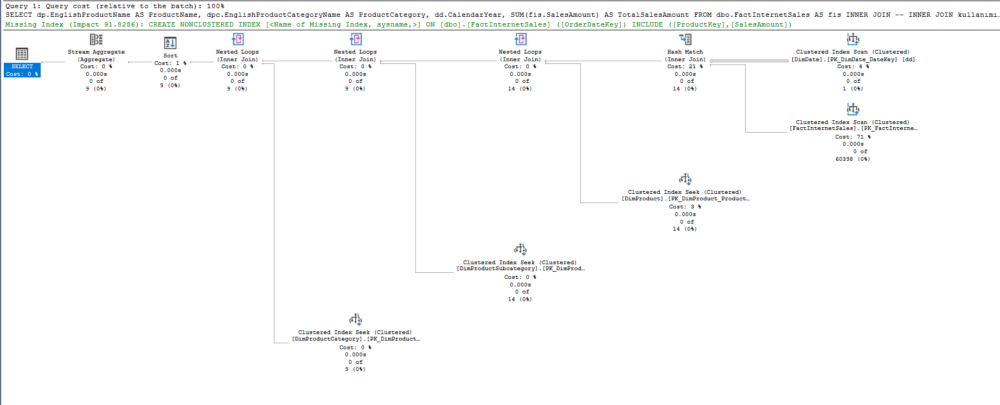 Query 1: Query cost (relative to the batch): 100%
SELECT dp.EnglishProductName AS ProductName, dpc.EnglishProductCategoryName AS ProductCategory, dd.CalendarYear, SUM(fis.SalesAmount) AS TotalSalesAmount FROM dbo.FactInternetSales AS fis INNER JOIN -- INNER JOIN kullanımı…
Missing Index (Impact 91.8286): CREATE NONCLUSTERED INDEX [<Name of Missing Index, sysname,>] ON [dbo].[FactInternetSales] ([OrderDateKey]) INCLUDE ([ProductKey],[SalesAmount])
SELECT
Cost: 0 %
Stream Aggregate
(Aggregate)
Cost: 0 %
0.000s
0 of
9 (0%)
Sort
Cost: 1 %
0.000s
0 of
9 (0%)
Nested Loops
(Inner Join)
Cost: 0 %
0.000s
0 of
9 (0%)
Nested Loops
(Inner Join)
Cost: 0 %
0.000s
0 of
9 (0%)
Nested Loops
(Inner Join)
Cost: 0 %
0.000s
0 of
14 (0%)
Hash Match
(Inner Join)
Cost: 21 %
0.000s
0 of
14 (0%)
Clustered Index Scan (Clustered)
[DimDate].[PK_DimDate_DateKey] [dd]
Cost: 4 %
0.000s
0 of
1 (0%)
Clustered Index Scan (Clustered)
[FactInternetSales].[PK_FactInterne…
Cost: 71 %
0.000s
0 of
60398 (0%)
Clustered Index Seek (Clustered)
[DimProduct].[PK_DimProduct_Product…
Cost: 3 %
0.000s
0 of
14 (0%)
Clustered Index Seek (Clustered)
[DimProductSubcategory].[PK_DimProd…
Cost: 0 %
0.000s
0 of
14 (0%)
Clustered Index Seek (Clustered)
[DimProductCategory].[PK_DimProduct…
Cost: 0 %
0.000s
0 of
9 (0%)